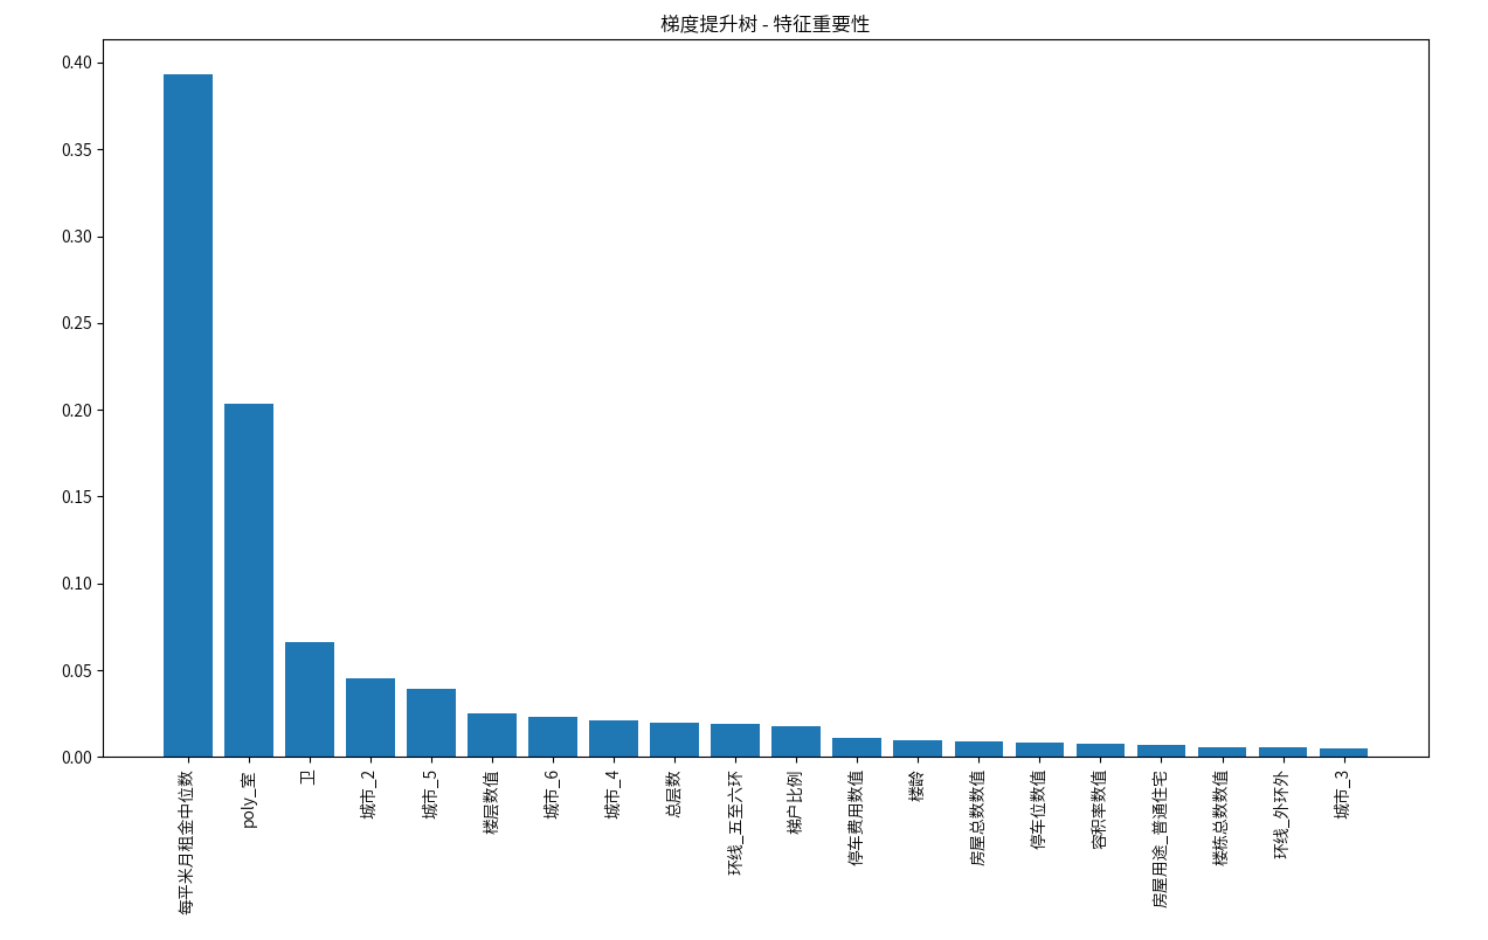 梯度提升树 - 特征重要性
0.40
0.35
0.30
0.25
0.20
0.15
0.10
0.05
0.00
每平米月租金中位数
poly_室
卫
城市_2
城市_5
楼层数值
城市_6
城市_4
总层数
环线_五至六环
梯户比例
停车费用数值
楼龄
房屋总数数值
停车位数值
容积率数值
房屋用途_普通住宅
楼栋总数数值
环线_外环外
城市_3